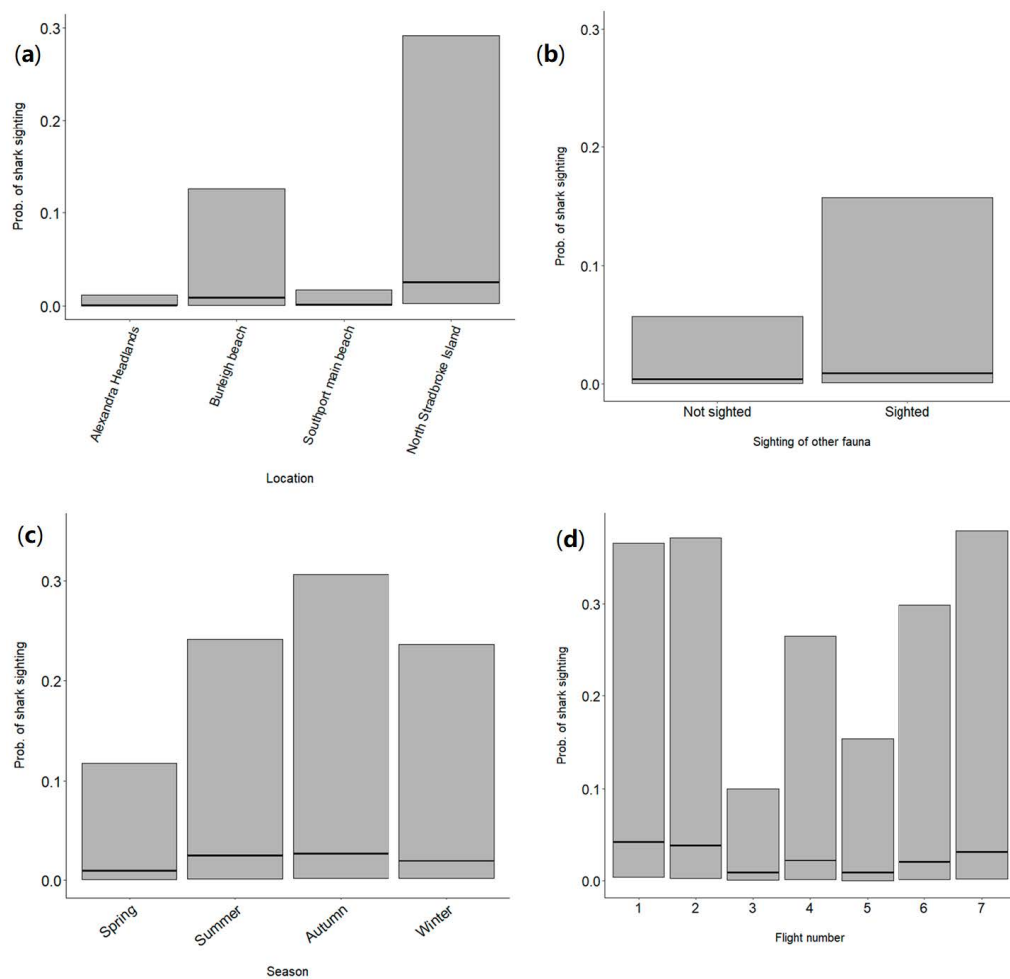 (a)
Prob. of shark sighting
0.3
0.2
0.1
0.0
Alexandra Headlands
Burleigh beach
Southport main beach
North Stradbroke Island
Location
(b)
Prob. of shark sighting
0.3
0.2
0.1
0.0
Not sighted
Sighted
Sighting of other fauna
(c)
Prob. of shark sighting
0.3
0.2
0.1
0.0
Spring
Summer
Autumn
Winter
Season
(d)
Prob. of shark sighting
0.3
0.2
0.1
0.0
1 2 3 4 5 6 7
Flight number